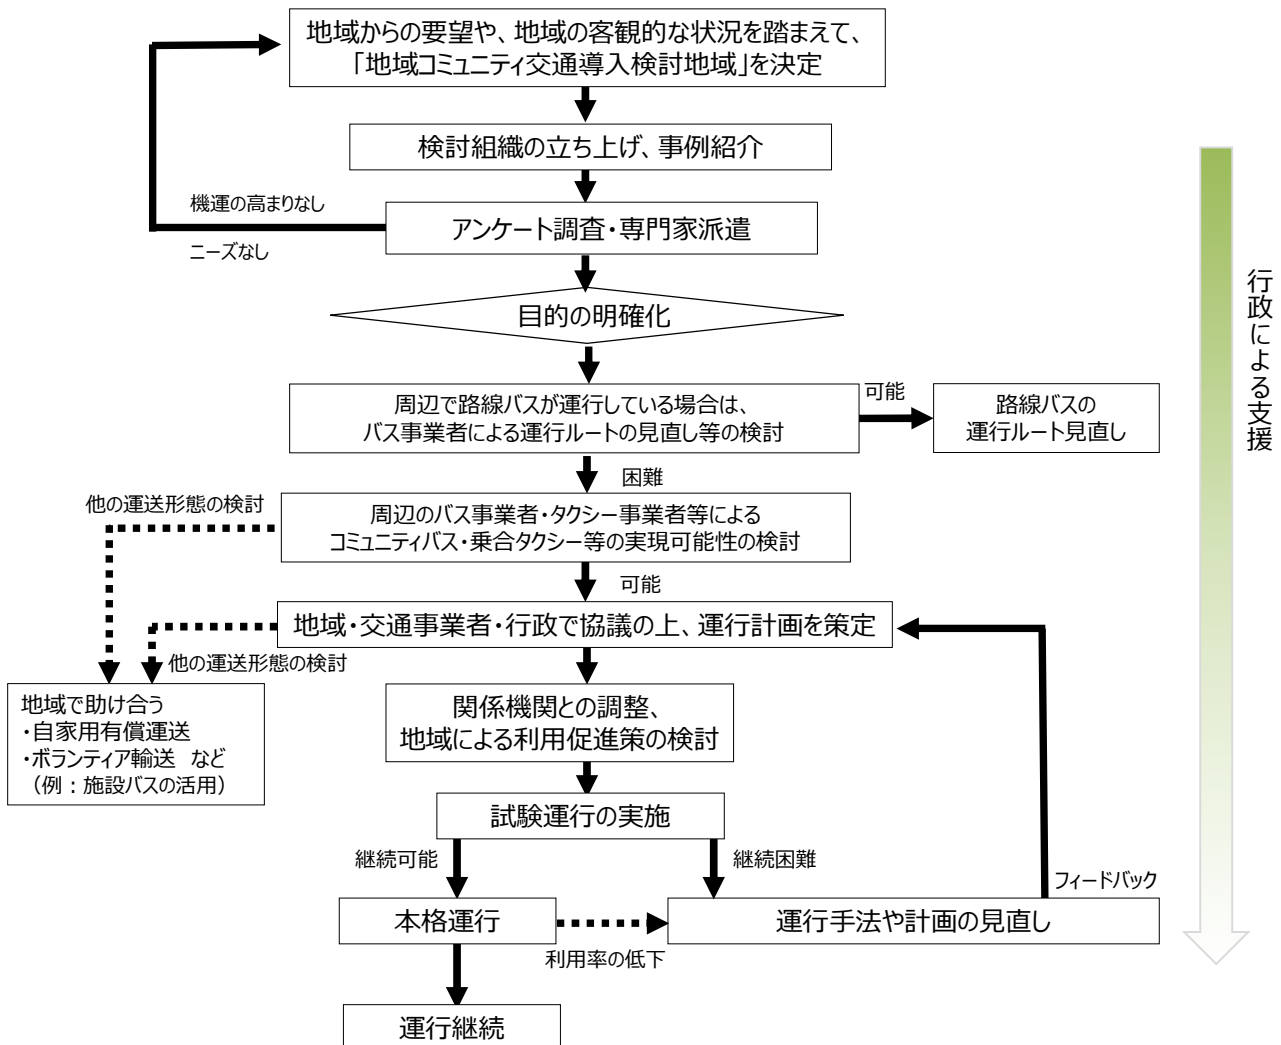 地域からの要望や、地域の客観的な状況を踏まえて、
「地域コミュニティ交通導入検討地域」を決定
検討組織の立ち上げ、事例紹介
機運の高まりなし
ニーズなし
アンケート調査・専門家派遣
目的の明確化
周辺で路線バスが運行している場合は、
バス事業者による運行ルートの見直し等の検討
可能
路線バスの
運行ルート見直し
困難
他の運送形態の検討
周辺のバス事業者・タクシー事業者等による
コミュニティバス・乗合タクシー等の実現可能性の検討
可能
地域・交通事業者・行政で協議の上、運行計画を策定
他の運送形態の検討
地域で助け合う
・自家用有償運送
・ボランティア輸送 など
（例：施設バスの活用）
関係機関との調整、
地域による利用促進策の検討
試験運行の実施
継続可能
継続困難
フィードバック
本格運行
利用率の低下
運行手法や計画の見直し
運行継続
行政による支援